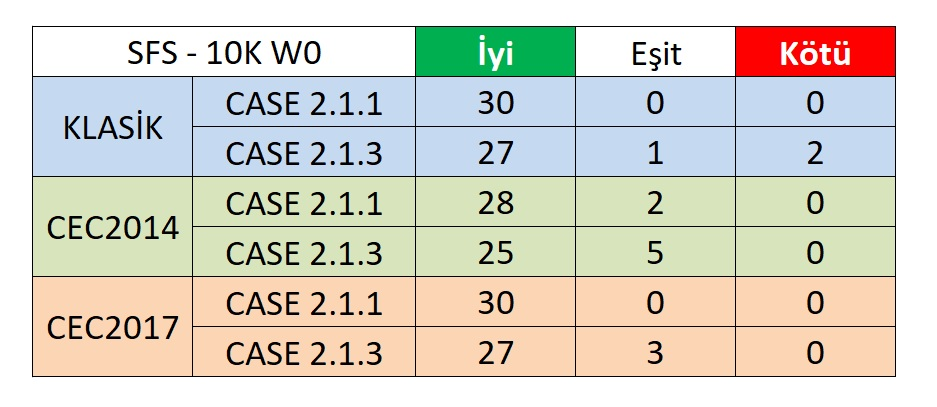 SFS - 10K W0 İyi Eşit Kötü
KLASİK
CASE 2.1.1 30 0 0
CASE 2.1.3 27 1 2
CEC2014
CASE 2.1.1 28 2 0
CASE 2.1.3 25 5 0
CEC2017
CASE 2.1.1 30 0 0
CASE 2.1.3 27 3 0